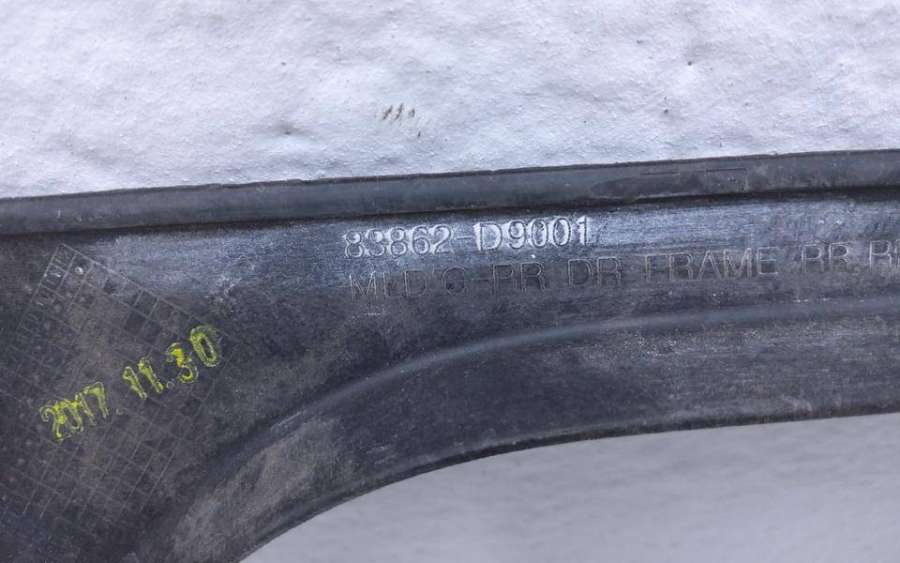 83862 D9001
MLD'G-RR DR FRAME RR,R
2017.11.30